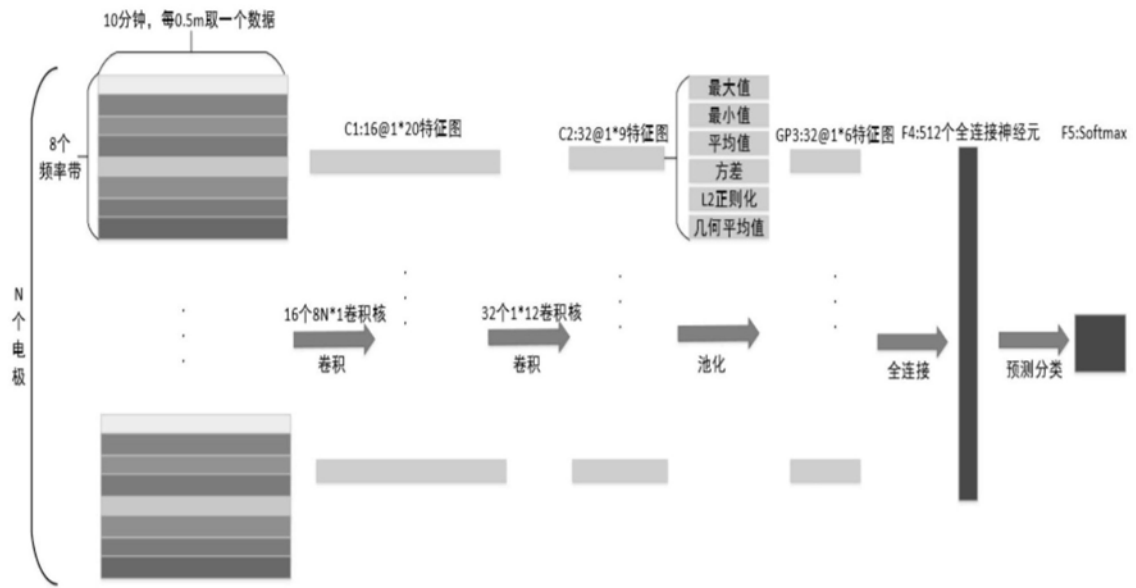 10分钟，每0.5m取一个数据
8个
频率带
N
个
电
极
C1:16@1*20特征图
C2:32@1*9特征图
最大值
最小值
平均值
方差
L2正则化
几何平均值
GP3:32@1*6特征图
F4:512个全连接神经元
F5:Softmax
16个8N*1卷积核
卷积
32个1*12卷积核
卷积
池化
全连接
预测分类